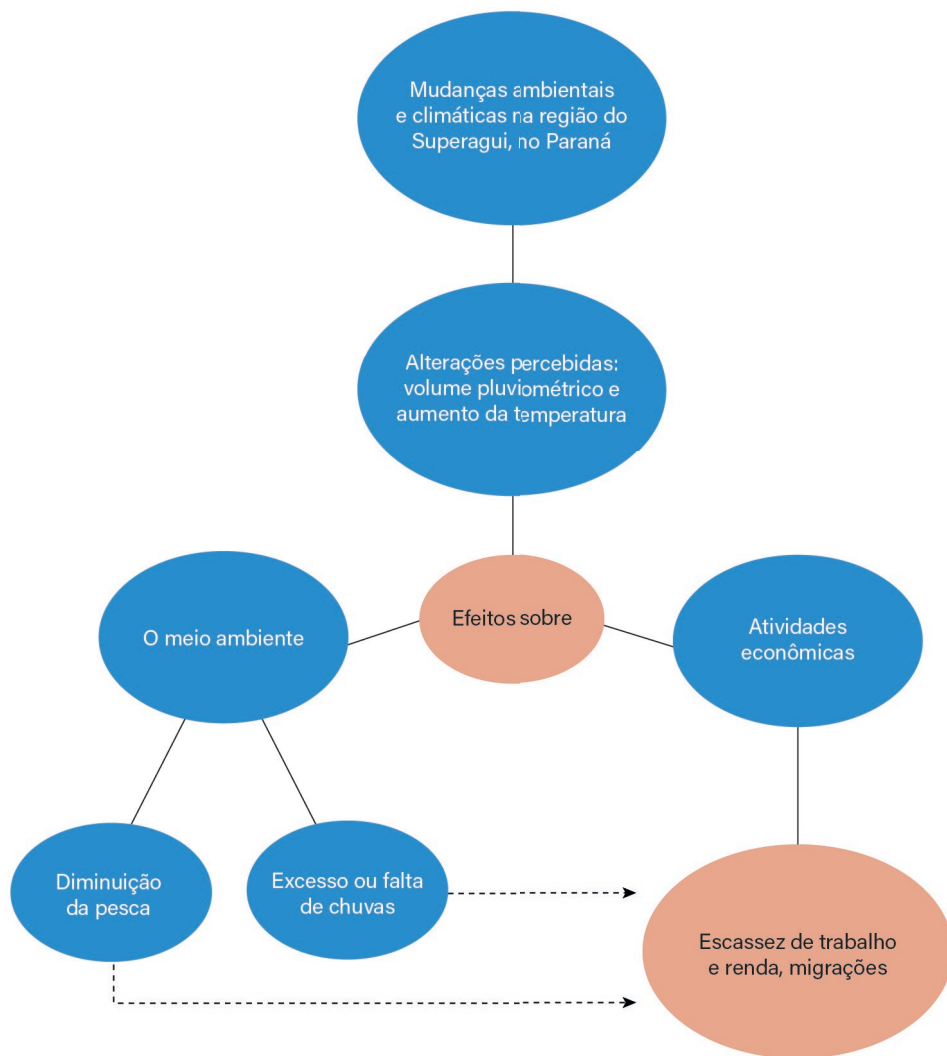 Mudanças ambientais
e climáticas na região do
Superagui, no Paraná
Alterações percebidas:
volume pluviométrico e
aumento da temperatura
Efeitos sobre
O meio ambiente
Atividades
econômicas
Diminuição
da pesca
Excesso ou falta
de chuvas
Escassez de trabalho
e renda, migrações